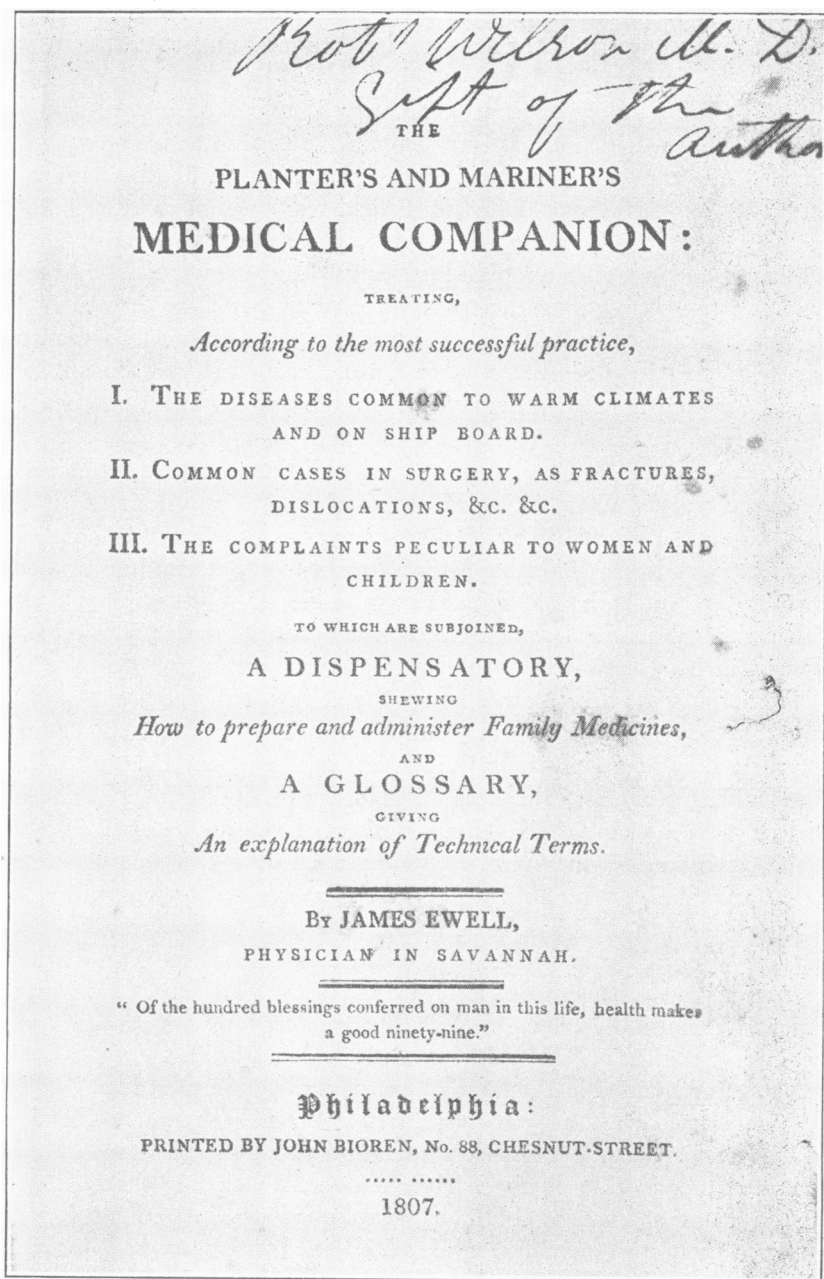 Robt Wilson M. D.
Gift of the
author
THE
PLANTER'S AND MARINER'S
MEDICAL COMPANION:
TREATING,
According to the most successful practice,
I. THE DISEASES COMMON TO WARM CLIMATES
AND ON SHIP BOARD.
II. COMMON CASES IN SURGERY, AS FRACTURES,
DISLOCATIONS, &c. &c.
III. THE COMPLAINTS PECULIAR TO WOMEN AND
CHILDREN.
TO WHICH ARE SUBJOINED,
A DISPENSATORY,
SHEWING
How to prepare and administer Family Medicines,
AND
A GLOSSARY,
GIVING
An explanation of Technical Terms.
By JAMES EWELL,
PHYSICIAN IN SAVANNAH.
“ Of the hundred blessings conferred on man in this life, health makes
a good ninety-nine.”
Philadelphia:
PRINTED BY JOHN BIOREN, No. 88, CHESNUT-STREET.
..... ......
1807.